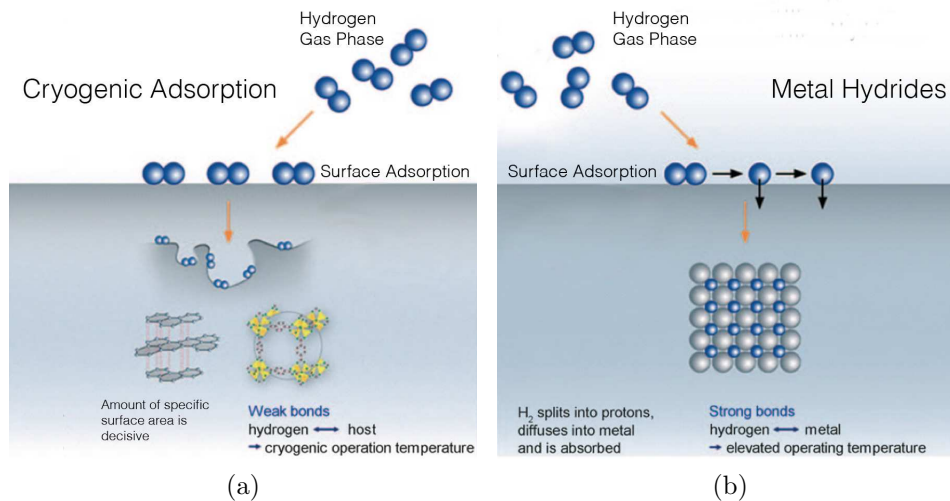 Hydrogen
Gas Phase
Cryogenic Adsorption
Surface Adsorption
Amount of specific
surface area is
decisive
Weak bonds
hydrogen ⟷ host
→ cryogenic operation temperature
(a)
Hydrogen
Gas Phase
Metal Hydrides
Surface Adsorption
H₂ splits into protons,
diffuses into metal
and is absorbed
Strong bonds
hydrogen ⟷ metal
→ elevated operating temperature
(b)